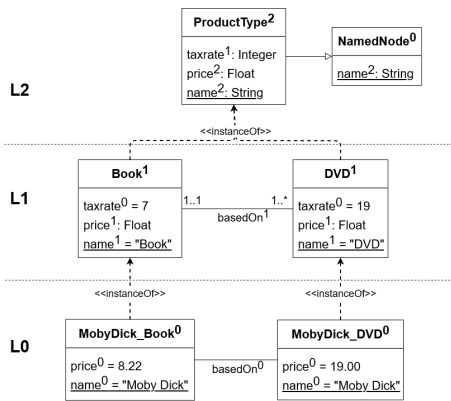 ProductType²
taxrate¹: Integer
price²: Float
name²: String
NamedNode⁰
name²: String
L2
<<instanceOf>>
Book¹
taxrate⁰ = 7
price¹: Float
name¹ = "Book"
1..1
1..*
basedOn¹
DVD¹
taxrate⁰ = 19
price¹: Float
name¹ = "DVD"
L1
<<instanceOf>>
<<instanceOf>>
L0
MobyDick_Book⁰
price⁰ = 8.22
name⁰ = "Moby Dick"
basedOn⁰
MobyDick_DVD⁰
price⁰ = 19.00
name⁰ = "Moby Dick"